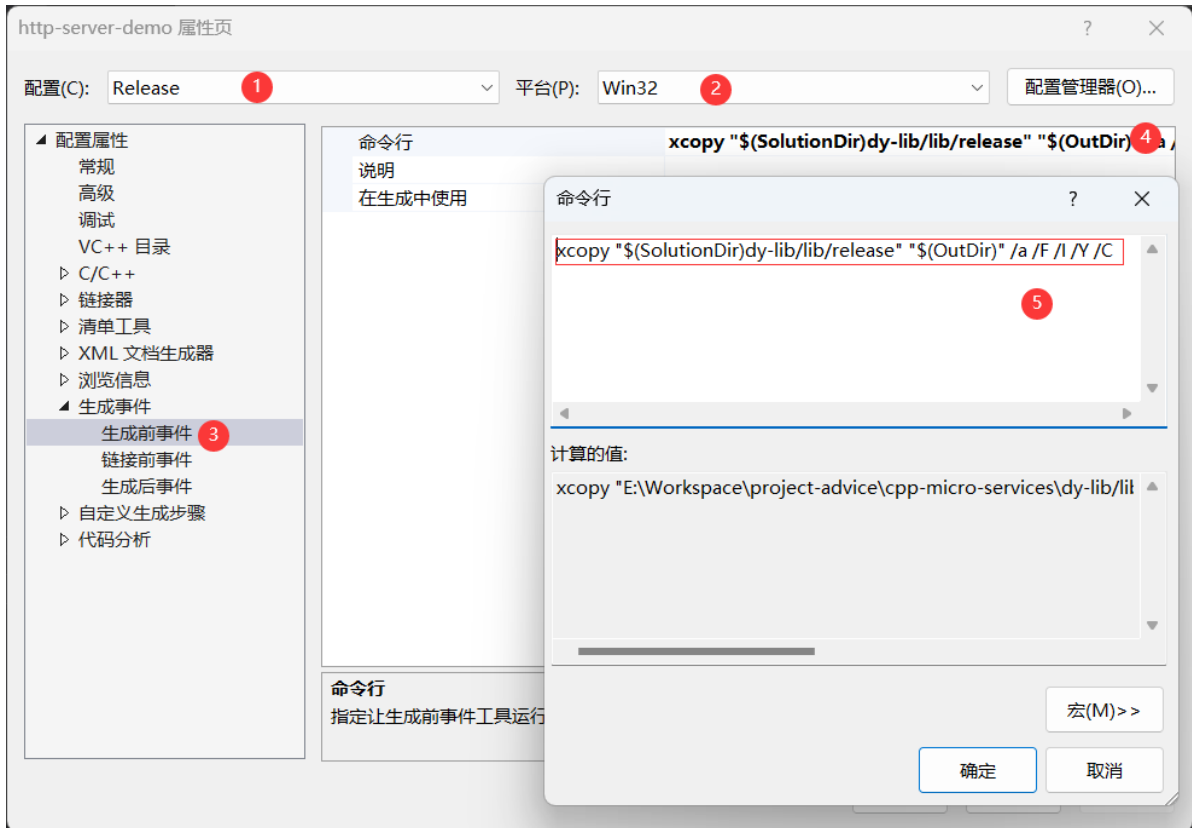 http-server-demo 属性页
?
配置(C):
Release
1
平台(P):
Win32
2
配置管理器(O)...
配置属性
常规
高级
调试
VC++ 目录
C/C++
链接器
清单工具
XML 文档生成器
浏览信息
生成事件
生成前事件
3
链接前事件
生成后事件
自定义生成步骤
代码分析
命令行
xcopy "$(SolutionDir)dy-lib/lib/release" "$(OutDir)
4
说明
在生成中使用
命令行
?
xcopy "$(SolutionDir)dy-lib/lib/release" "$(OutDir)" /a /F /I /Y /C
5
计算的值:
xcopy "E:\Workspace\project-advice\cpp-micro-services\dy-lib/lib
宏(M)>>
确定
取消
命令行
指定让生成前事件工具运行